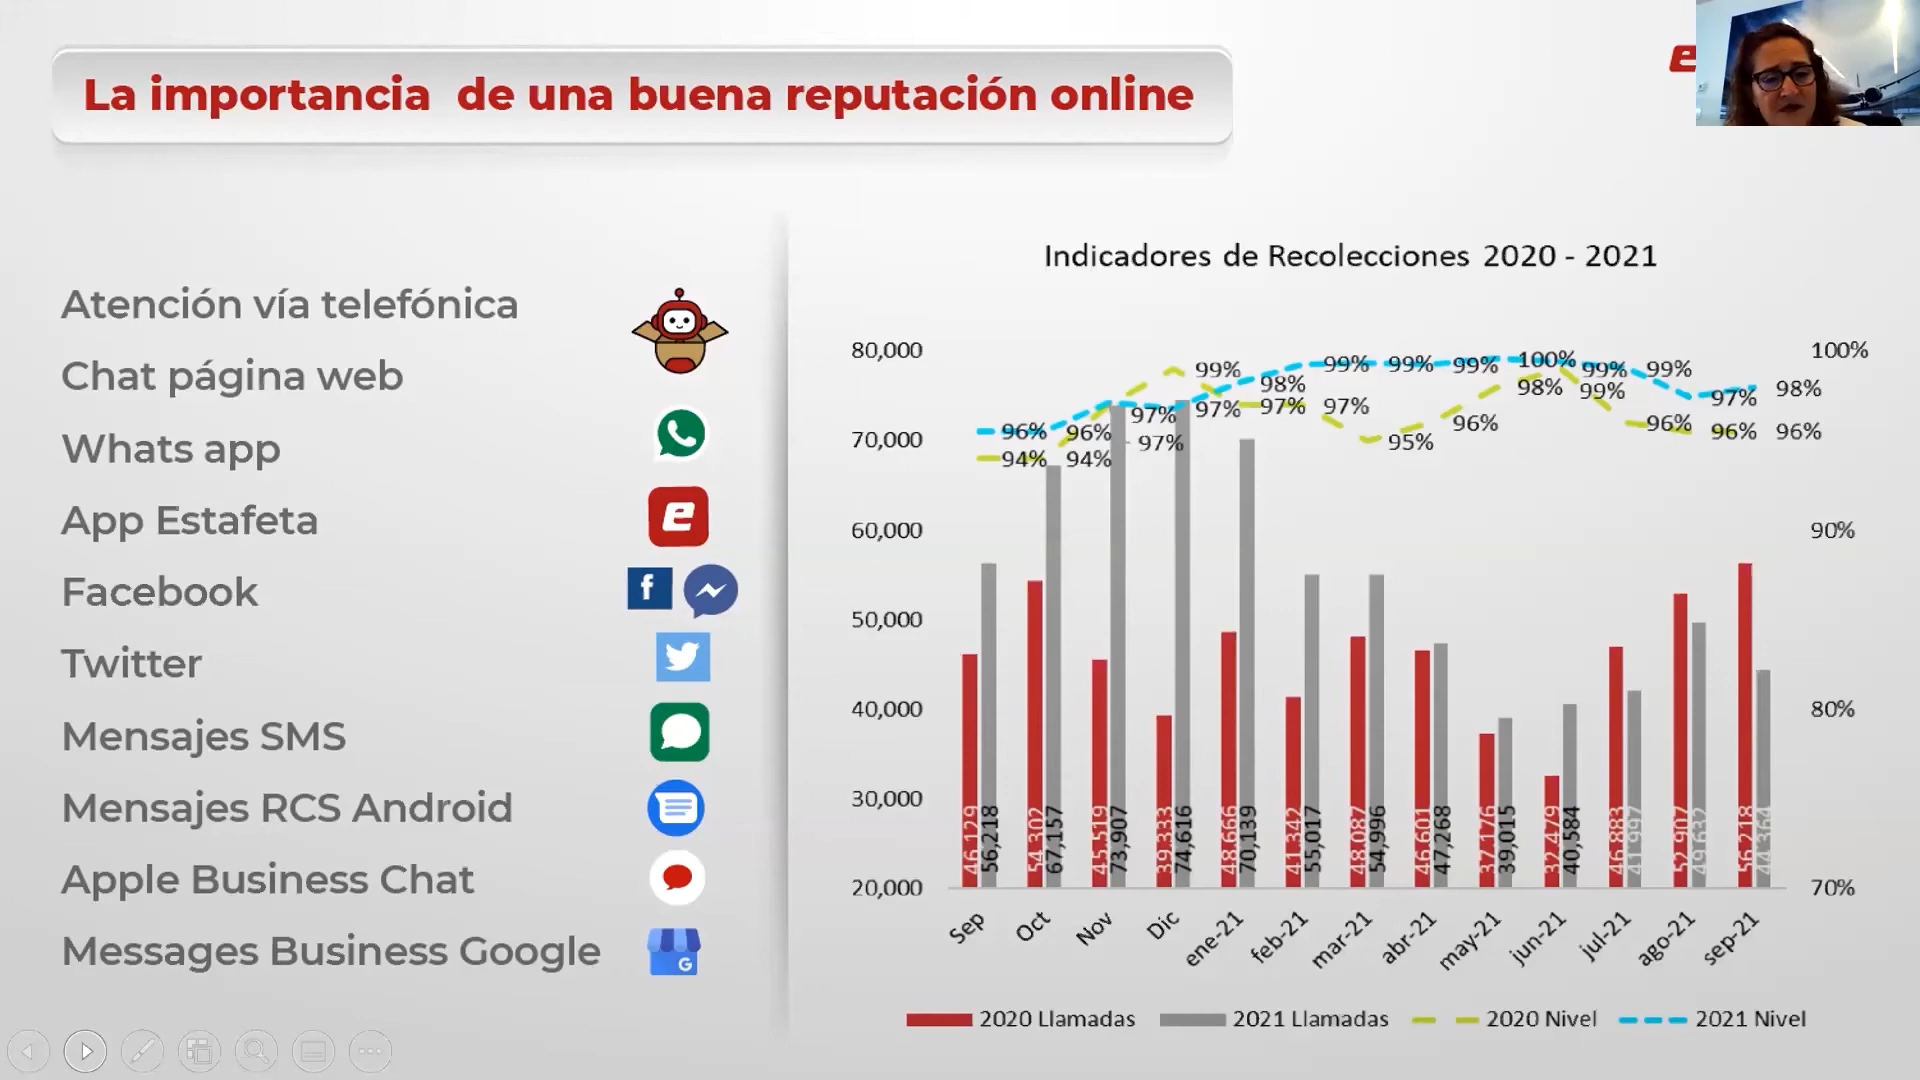 La importancia de una buena reputación online
Atención vía telefónica
Chat página web
Whats app
App Estafeta
Facebook
Twitter
Mensajes SMS
Mensajes RCS Android
Apple Business Chat
Messages Business Google
Indicadores de Recolecciones 2020 - 2021
80,000
70,000
60,000
50,000
40,000
30,000
20,000
100%
90%
80%
70%
96% 96% 97% 97% 98% 99% 99% 99% 100% 99% 99% 97% 98%
94% 94% 97% 99% 97% 97% 95% 96% 98% 99% 96% 96% 96%
46,129 54,302 45,519 39,333 48,666 41,342 48,087 46,601 37,176 32,479 46,883 52,907 56,218
56,218 67,157 73,907 74,616 70,139 55,017 54,996 47,268 39,015 40,584 41,997 49,632 44,364
Sep Oct Nov Dic ene-21 feb-21 mar-21 abr-21 may-21 jun-21 jul-21 ago-21 sep-21
2020 Llamadas 2021 Llamadas 2020 Nivel 2021 Nivel